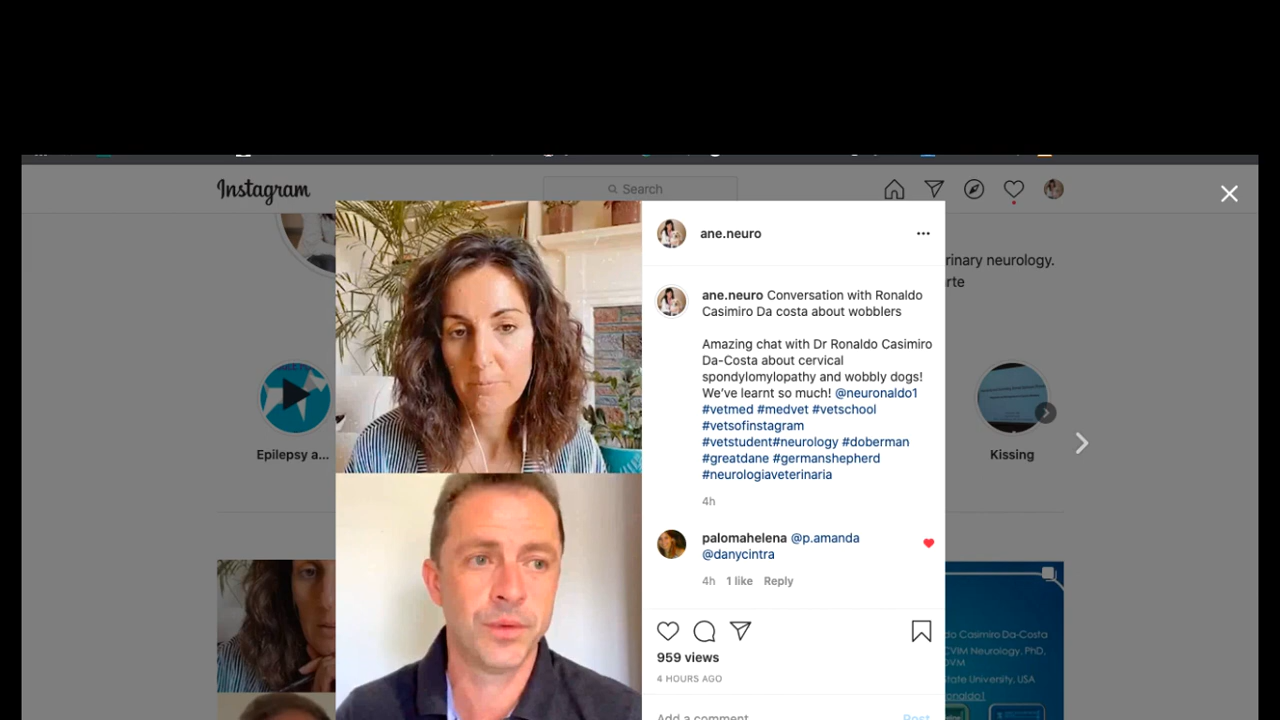 Instagram
Search
ane.neuro
rinary neurology.
rte
ane.neuro Conversation with Ronaldo
Casimiro Da costa about wobblers
Amazing chat with Dr Ronaldo Casimiro
Da-Costa about cervical
spondylomylopathy and wobbly dogs!
We've learnt so much! @neuronaldo1
#vetmed #medvet #vetschool
#vetsofinstagram
#vetstudent#neurology #doberman
#greatdane #germanshepherd
#neurologiaveterinaria
4h
Epilepsy a...
Kissing
palomahelena @p.amanda
@danycintra
4h 1 like Reply
959 views
4 HOURS AGO
Add a comment
Post
do Casimiro Da-Costa
CVIM Neurology, PhD,
DVM
State University, USA
onaldo1